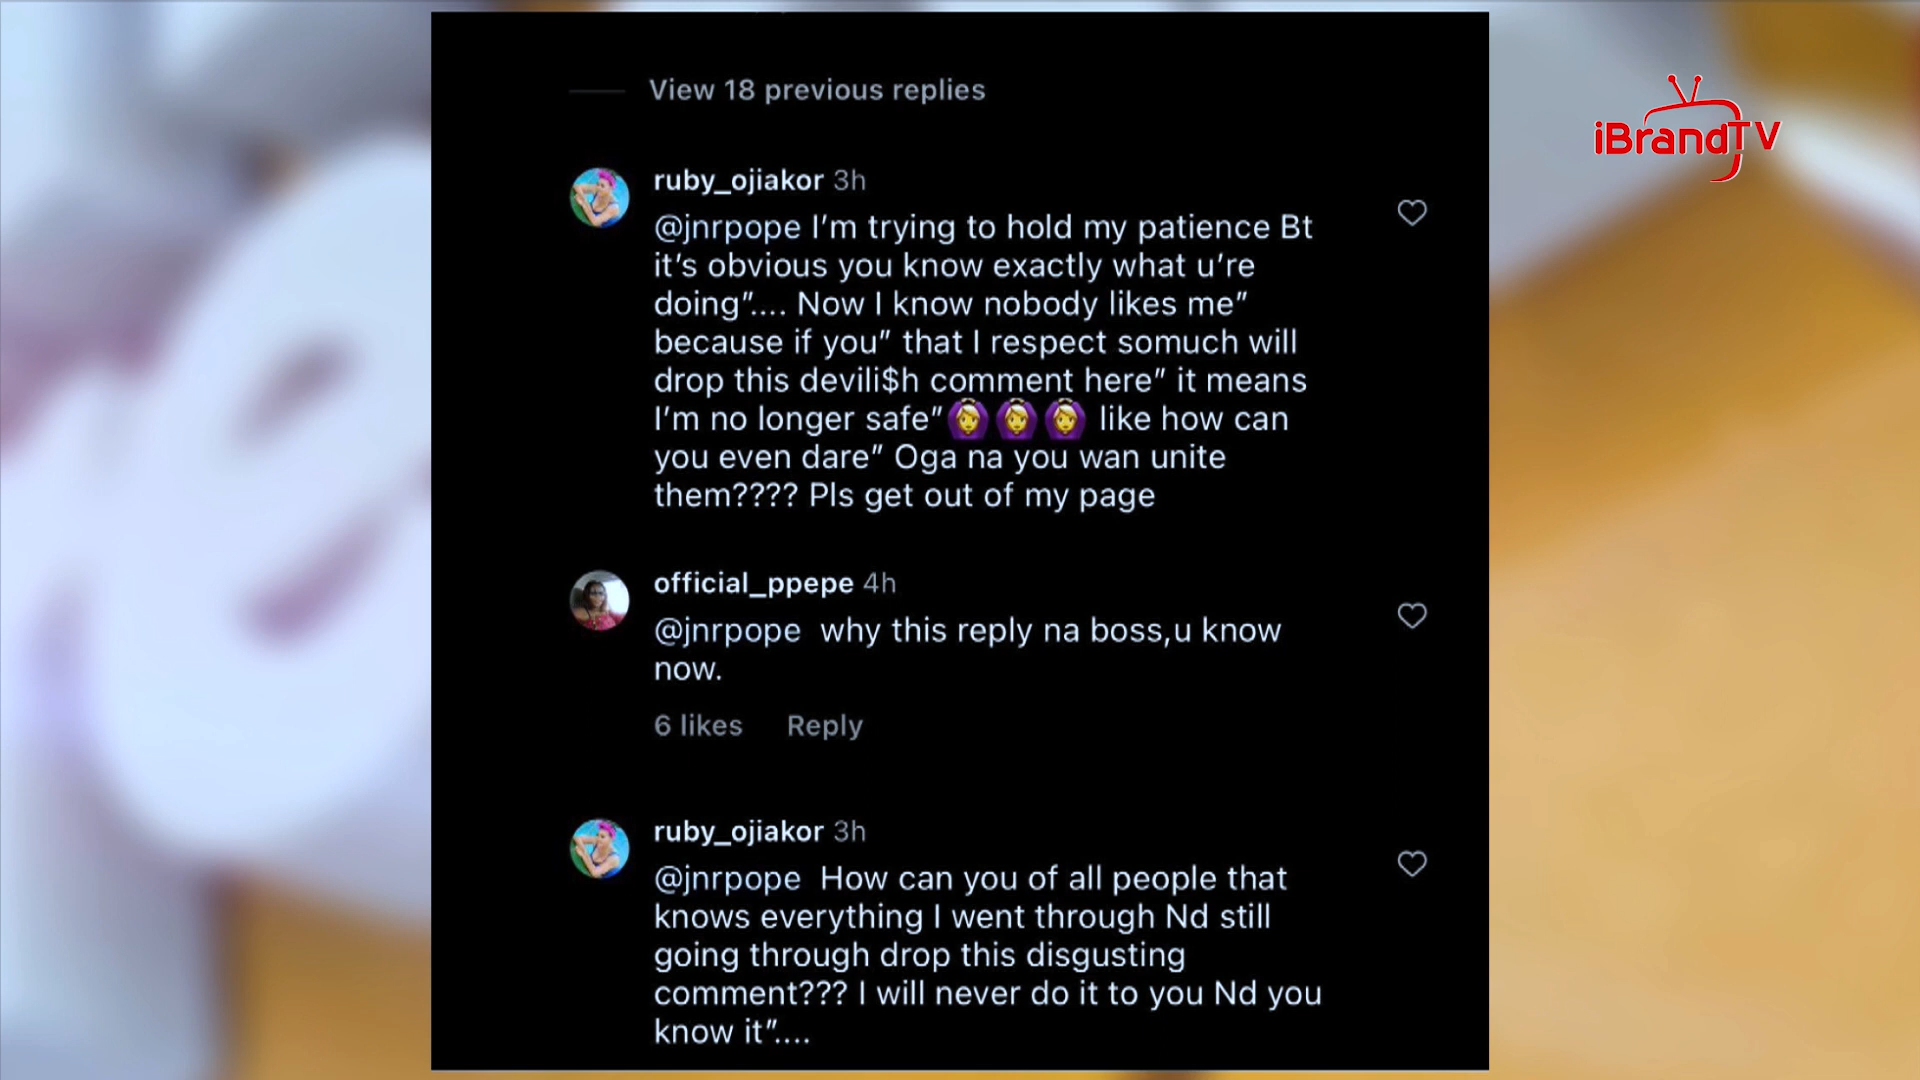 View 18 previous replies
iBrandTV
ruby_ojiakor 3h
@jnrpope I’m trying to hold my patience Bt
it’s obvious you know exactly what u’re
doing”.... Now I know nobody likes me”
because if you” that I respect somuch will
drop this devili$h comment here” it means
I’m no longer safe”🙆‍♀️🙆‍♀️🙆‍♀️ like how can
you even dare” Oga na you wan unite
them???? Pls get out of my page
official_ppepe 4h
@jnrpope why this reply na boss,u know
now.
6 likes Reply
ruby_ojiakor 3h
@jnrpope How can you of all people that
knows everything I went through Nd still
going through drop this disgusting
comment??? I will never do it to you Nd you
know it”....